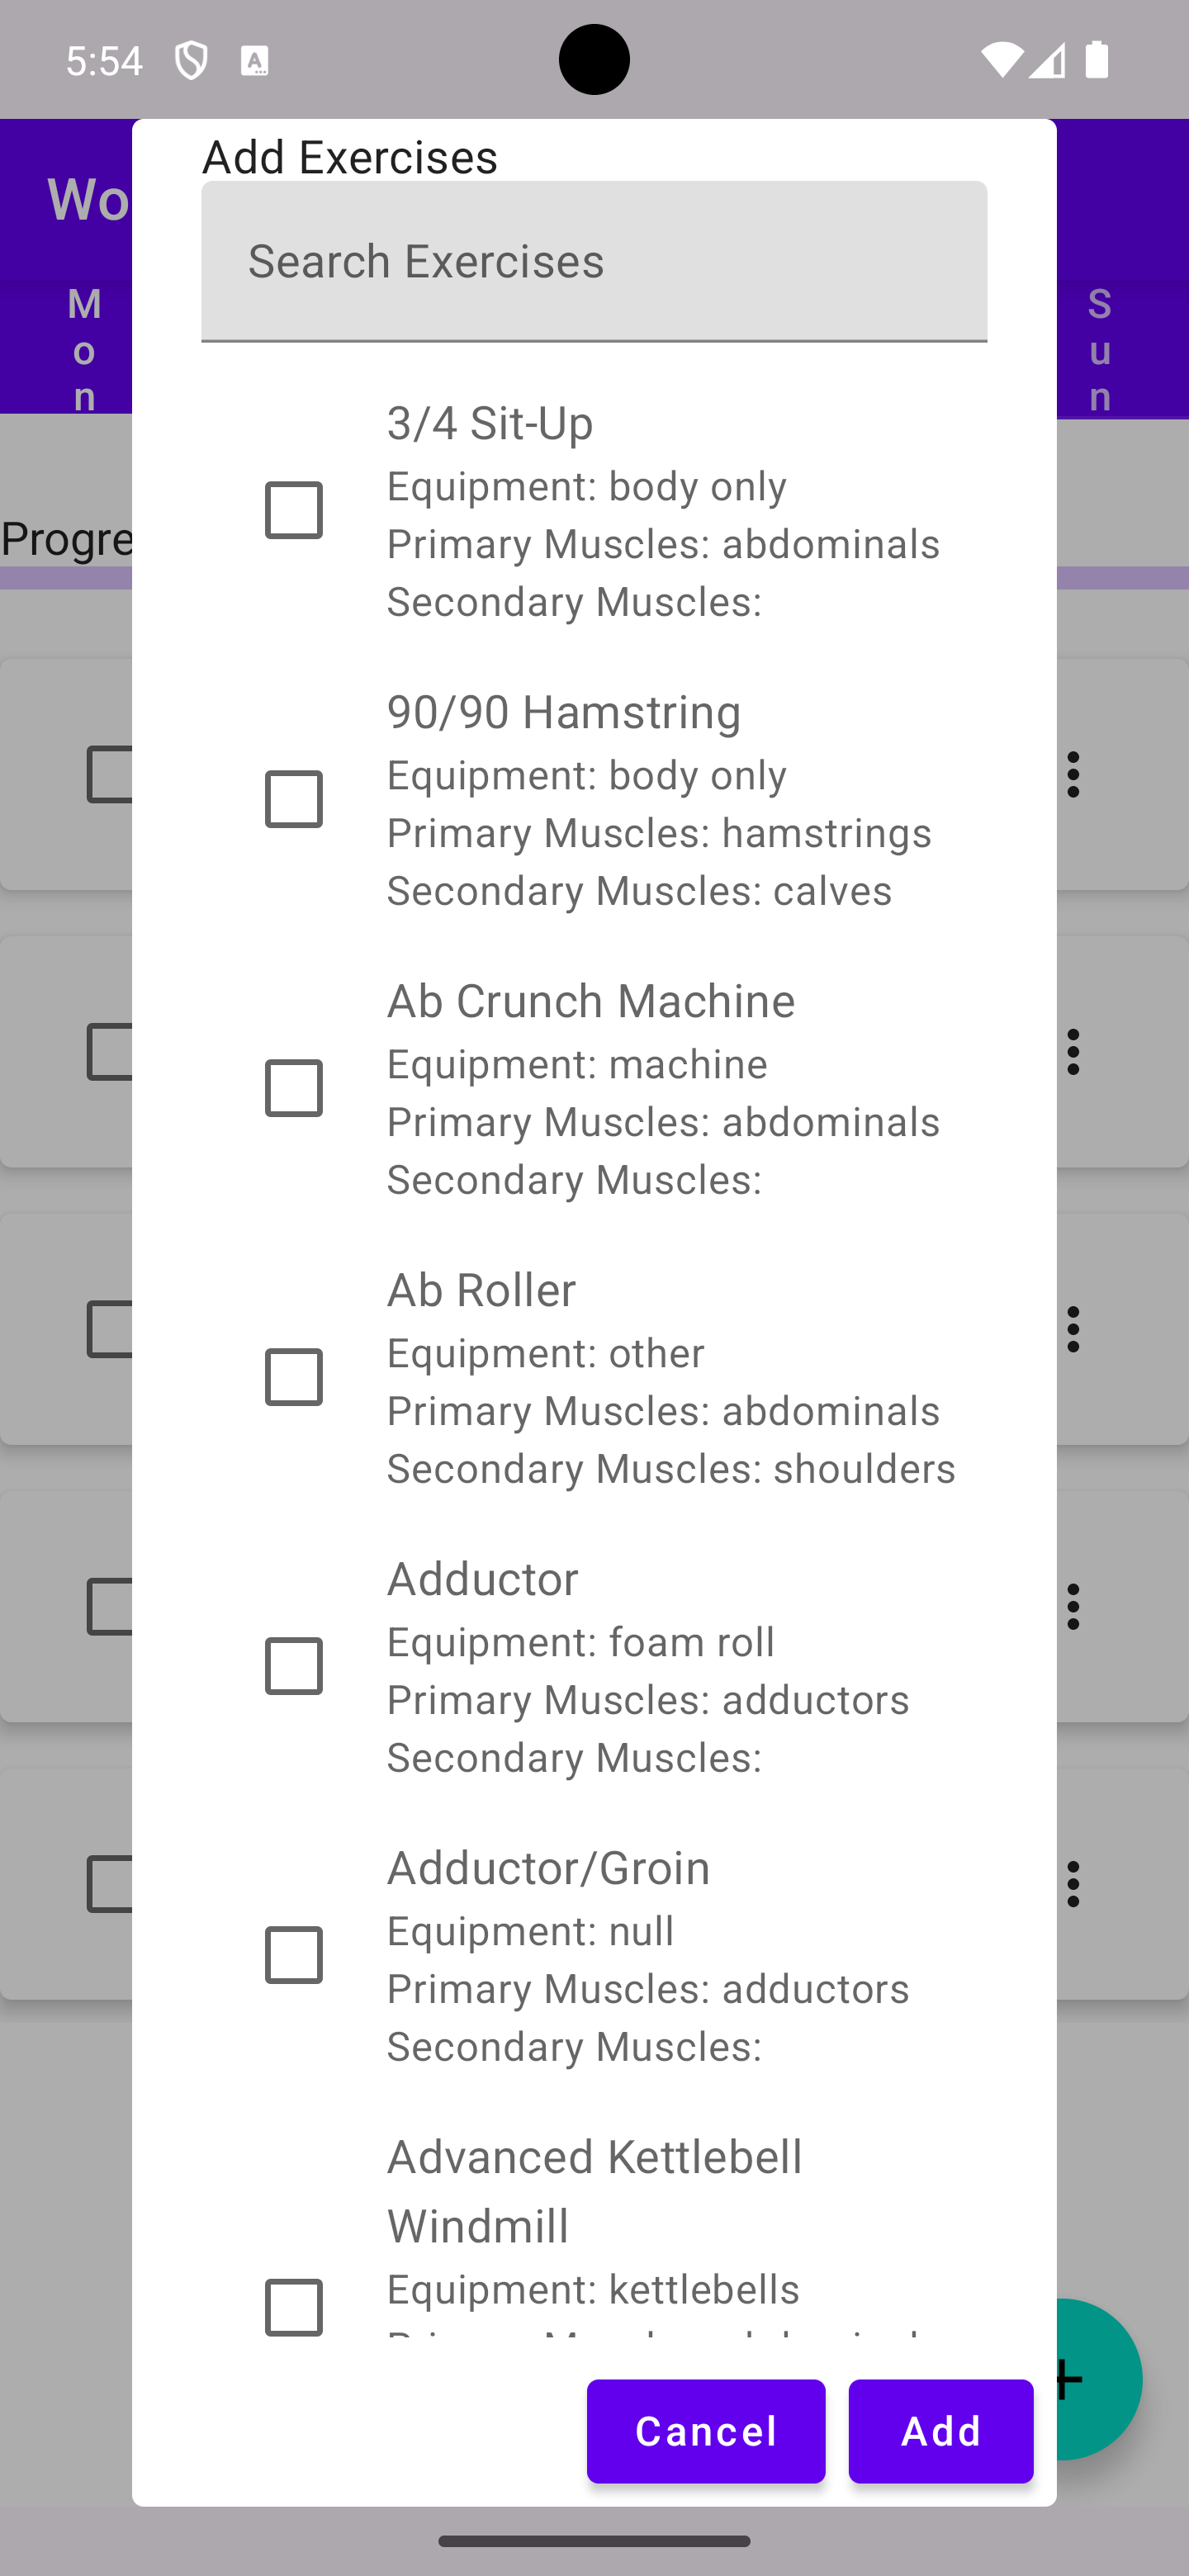 5:54
Add Exercises
Wo
Search Exercises
Mon
Sun
3/4 Sit-Up
Equipment: body only
Primary Muscles: abdominals
Secondary Muscles:
Progre
90/90 Hamstring
Equipment: body only
Primary Muscles: hamstrings
Secondary Muscles: calves
Ab Crunch Machine
Equipment: machine
Primary Muscles: abdominals
Secondary Muscles:
Ab Roller
Equipment: other
Primary Muscles: abdominals
Secondary Muscles: shoulders
Adductor
Equipment: foam roll
Primary Muscles: adductors
Secondary Muscles:
Adductor/Groin
Equipment: null
Primary Muscles: adductors
Secondary Muscles:
Advanced Kettlebell
Windmill
Equipment: kettlebells
Cancel
Add